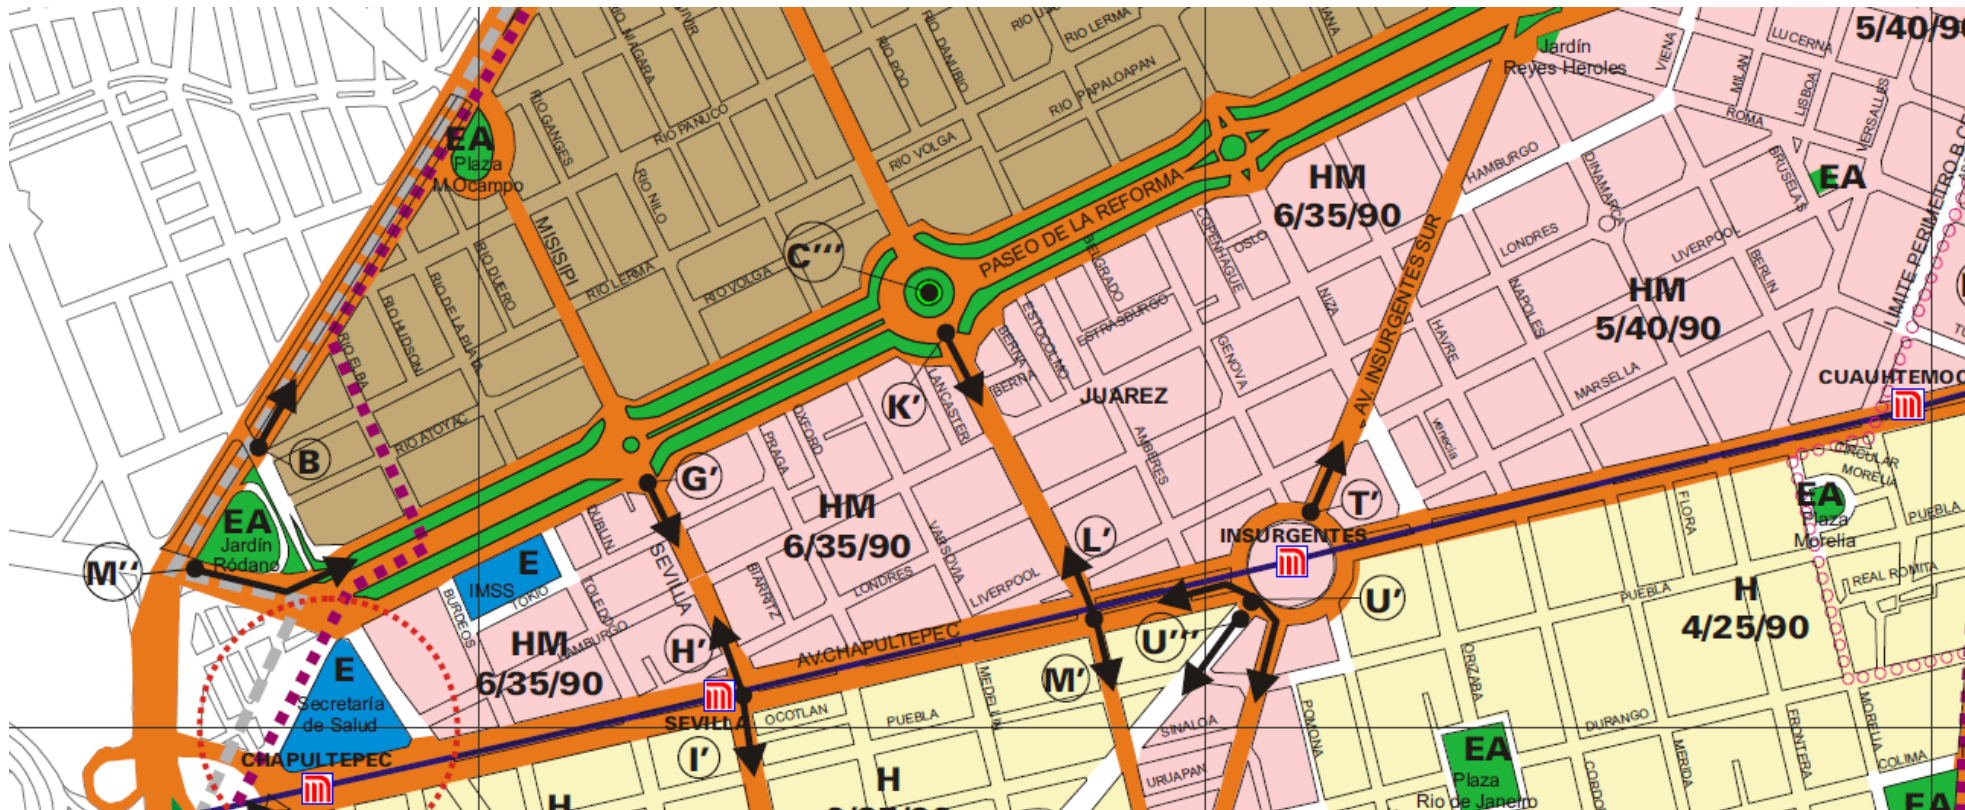 RIO NIAGARA
RIO POO
RIO DANUBIO
RIO LERMA
Jardín
Reyes Heroles
VIENA
MILAN
LUCERNA
LISBOA
VERSALLES
ROMA
5/40/90
EA
Plaza
M.Ocampo
RIO GANGES
RIO PANUCO
RIO NILO
RIO PAPALOAPAN
RIO VOLGA
HM
6/35/90
HAMBURGO
DINAMARCA
BRUSELAS
EA
MISISIPI
RIO DUERO
RIO LERMA
RIO VOLGA
C'''
PASEO DE LA REFORMA
BELGRADO
COPENHAGUE
OSLO
NIZA
AV. INSURGENTES SUR
LONDRES
LIVERPOOL
BERLIN
NAPOLES
HAVRE
HM
5/40/90
LIMITE PERIMETRO B
RIO HUDSON
RIO DE LA PLATA
RIO ELBA
RIO ATOYAC
B
K'
LANCASTER
BERNA
ESTOCOLMO
BERNA
ESTRASBURGO
GENOVA
JUAREZ
AMBERES
MARSELLA
Venecia
CUAUHTEMOC
CIRCULAR
MORELIA
G'
PRAGA
OXFORD
EA
Jardín
Ródano
M''
DUBLIN
E
IMSS
TOKIO
TOLEDO
BURDEOS
HAMBURGO
SEVILLA
HM
6/35/90
VARSOVIA
BIARRITZ
LONDRES
LIVERPOOL
L'
INSURGENTES
T'
U'
U'''
M'
FLORA
EA
Plaza
Morelia
PUEBLA
REAL ROMITA
PUEBLA
H
4/25/90
HM
6/35/90
H'
AV.CHAPULTEPEC
E
Secretaría
de Salud
CHAPULTEPEC
SEVILLA
I'
OCOTLAN
PUEBLA
MEDELLIN
SINALOA
URUAPAN
POMONA
ORIZABA
DURANGO
MERIDA
FRONTERA
MORELIA
COLIMA
EA
Plaza
Rio de Janeiro
H
H
EA